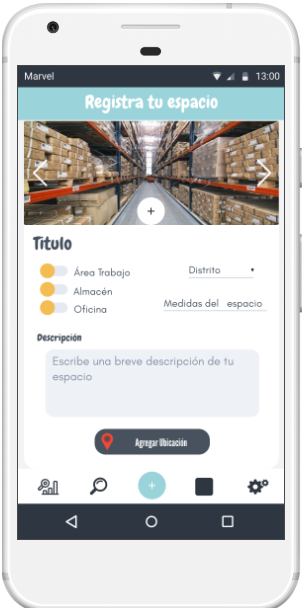 Marvel 13:00
Registra tu espacio
+
Título
Área Trabajo
Distrito
Almacén
Oficina
Medidas del espacio
Descripción
Escribe una breve descripción de tu
espacio
Agregar Ubicación
+